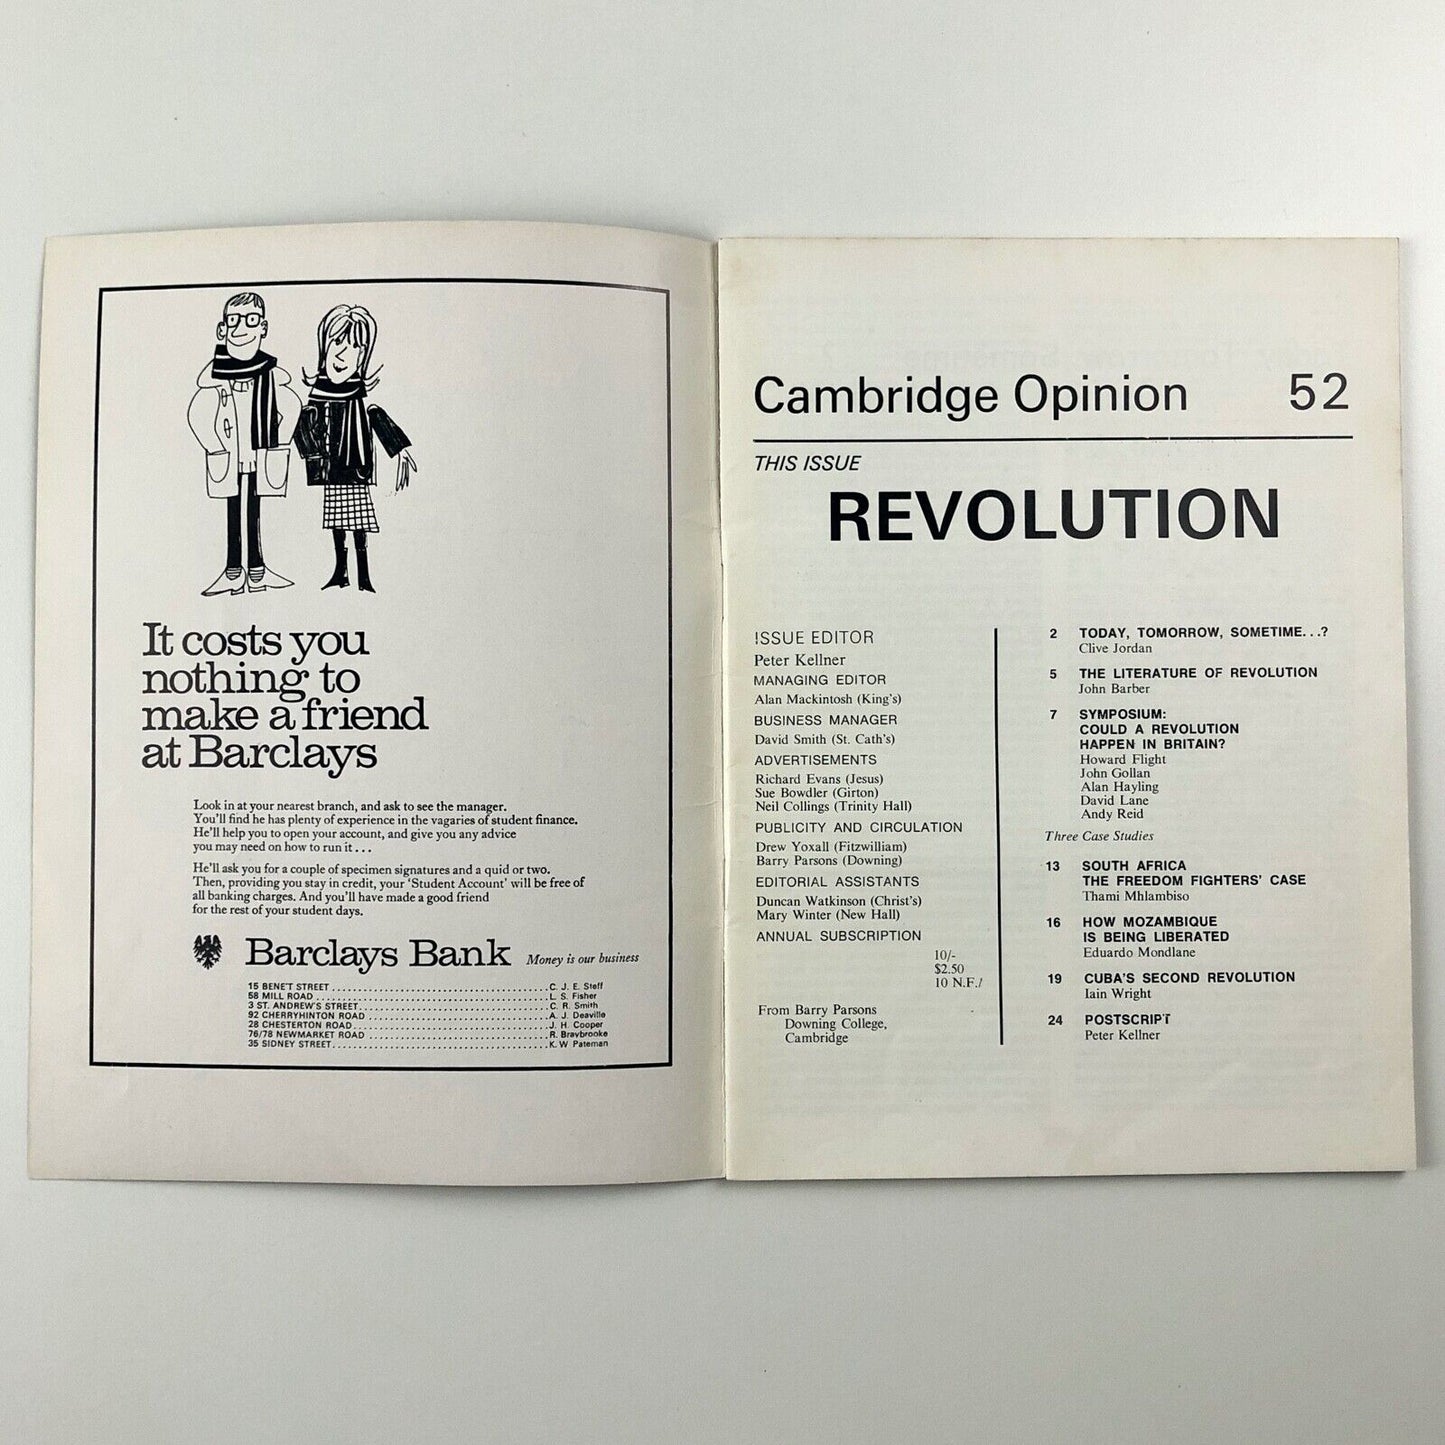 It costs you
nothing to
make a friend
at Barclays
Look in at your nearest branch, and ask to see the manager.
You'll find he has plenty of experience in the vagaries of student finance.
He'll help you to open your account, and give you any advice
you may need on how to run it ...
He'll ask you for a couple of specimen signatures and a quid or two.
Then, providing you stay in credit, your 'Student Account' will be free of
all banking charges. And you'll have made a good friend
for the rest of your student days.
Barclays Bank Money is our business
15 BENE'T STREET C. J. E. Steff
58 MILL ROAD L. S. Fisher
3 ST. ANDREW'S STREET C. R. Smith
92 CHERRYHINTON ROAD A. J. Deaville
28 CHESTERTON ROAD J. H. Cooper
76/78 NEWMARKET ROAD R. Braybrooke
35 SIDNEY STREET K. W Pateman
Cambridge Opinion 52
THIS ISSUE
REVOLUTION
ISSUE EDITOR
Peter Kellner
MANAGING EDITOR
Alan Mackintosh (King's)
BUSINESS MANAGER
David Smith (St. Cath's)
ADVERTISEMENTS
Richard Evans (Jesus)
Sue Bowdler (Girton)
Neil Collings (Trinity Hall)
PUBLICITY AND CIRCULATION
Drew Yoxall (Fitzwilliam)
Barry Parsons (Downing)
EDITORIAL ASSISTANTS
Duncan Watkinson (Christ's)
Mary Winter (New Hall)
ANNUAL SUBSCRIPTION
10/-
$2.50
10 N.F./
From Barry Parsons
Downing College,
Cambridge
2 TODAY, TOMORROW, SOMETIME...?
Clive Jordan
5 THE LITERATURE OF REVOLUTION
John Barber
7 SYMPOSIUM:
COULD A REVOLUTION
HAPPEN IN BRITAIN?
Howard Flight
John Gollan
Alan Hayling
David Lane
Andy Reid
Three Case Studies
13 SOUTH AFRICA
THE FREEDOM FIGHTERS' CASE
Thami Mhlambiso
16 HOW MOZAMBIQUE
IS BEING LIBERATED
Eduardo Mondlane
19 CUBA'S SECOND REVOLUTION
Iain Wright
24 POSTSCRIPT
Peter Kellner